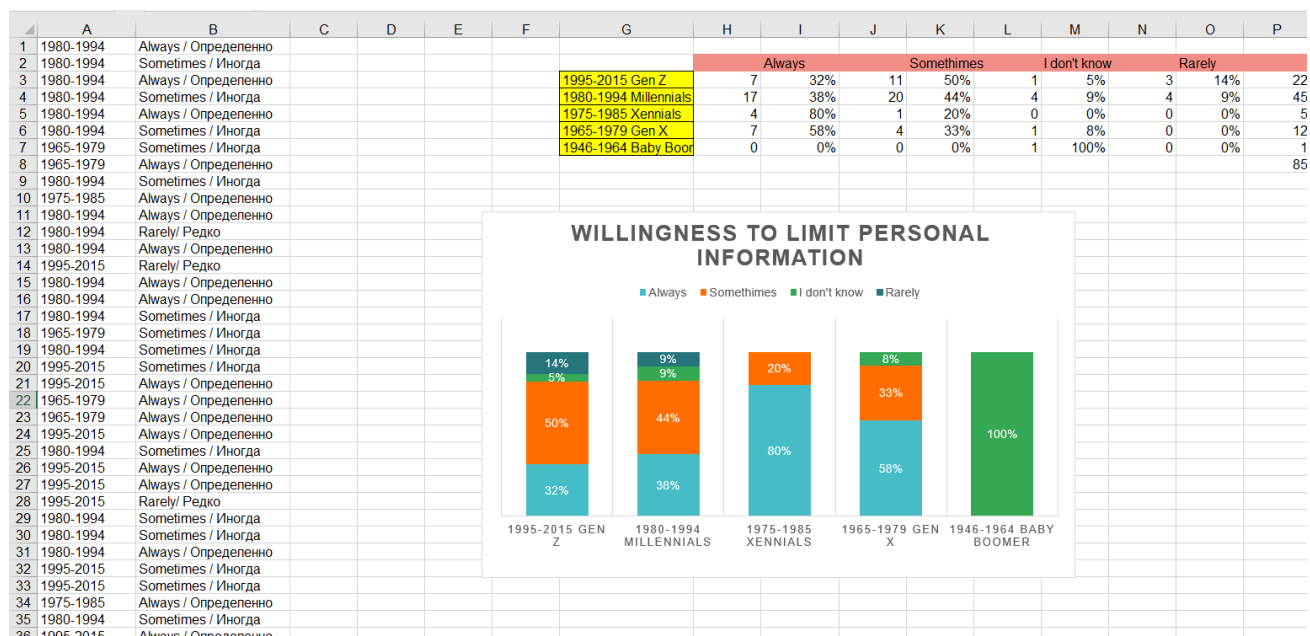 A B C D E F G H I J K L M N O P
1 1980-1994 Always / Определенно
2 1980-1994 Sometimes / Иногда Always Somethimes I don't know Rarely
3 1980-1994 Always / Определенно 1995-2015 Gen Z 7 32% 11 50% 1 5% 3 14% 22
4 1980-1994 Sometimes / Иногда 1980-1994 Millennials 17 38% 20 44% 4 9% 4 9% 45
5 1980-1994 Always / Определенно 1975-1985 Xennials 4 80% 1 20% 0 0% 0 0% 5
6 1980-1994 Sometimes / Иногда 1965-1979 Gen X 7 58% 4 33% 1 8% 0 0% 12
7 1965-1979 Sometimes / Иногда 1946-1964 Baby Boor 0 0% 0 0% 1 100% 0 0% 1
8 1965-1979 Always / Определенно 85
9 1980-1994 Sometimes / Иногда
10 1975-1985 Always / Определенно
11 1980-1994 Always / Определенно
12 1980-1994 Rarely/ Редко
13 1980-1994 Always / Определенно
14 1995-2015 Rarely/ Редко
15 1980-1994 Always / Определенно
16 1980-1994 Always / Определенно
17 1980-1994 Sometimes / Иногда
18 1965-1979 Sometimes / Иногда
19 1980-1994 Sometimes / Иногда
20 1995-2015 Sometimes / Иногда
21 1995-2015 Always / Определенно
22 1965-1979 Always / Определенно
23 1965-1979 Always / Определенно
24 1995-2015 Always / Определенно
25 1980-1994 Sometimes / Иногда
26 1995-2015 Always / Определенно
27 1995-2015 Always / Определенно
28 1995-2015 Rarely/ Редко
29 1980-1994 Sometimes / Иногда
30 1980-1994 Sometimes / Иногда
31 1980-1994 Always / Определенно
32 1995-2015 Sometimes / Иногда
33 1995-2015 Sometimes / Иногда
34 1975-1985 Always / Определенно
35 1980-1994 Sometimes / Иногда
36 1995-2015 Always / Определенно
WILLINGNESS TO LIMIT PERSONAL
INFORMATION
Always Somethimes I don't know Rarely
14% 9% 20% 8%
5% 9% 33%
50% 44% 100%
80% 58%
32% 38%
1995-2015 GEN 1980-1994 1975-1985 1965-1979 GEN 1946-1964 BABY
Z MILLENNIALS XENNIALS X BOOMER